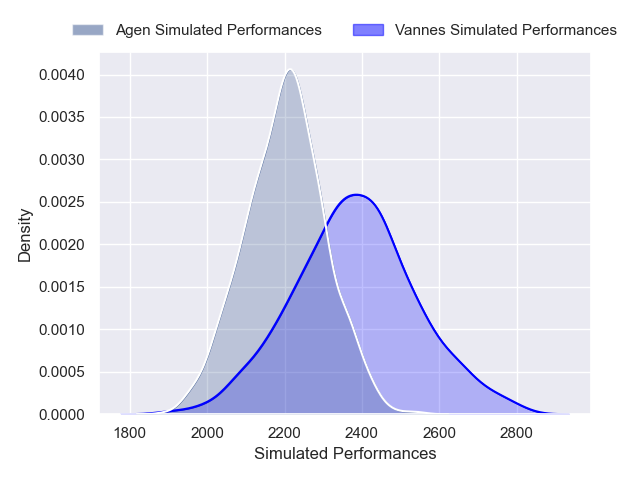 Agen Simulated Performances Vannes Simulated Performances
0.0040
0.0035
0.0030
0.0025
0.0020
0.0015
0.0010
0.0005
0.0000
Density
1800 2000 2200 2400 2600 2800
Simulated Performances